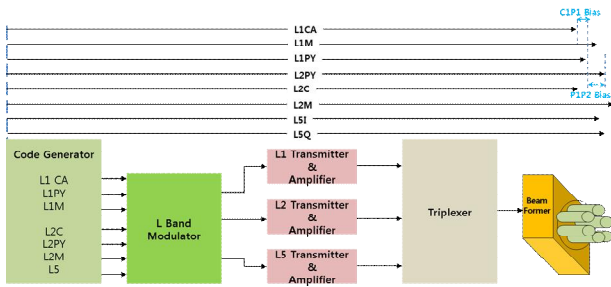 C1P1 Bias
L1CA
L1M
L1PY
L2PY
L2C
P1P2 Bias
L2M
L5I
L5Q
Code Generator
L1 CA
L1PY
L1M
L2C
L2PY
L2M
L5
L Band
Modulator
L1 Transmitter
&
Amplifier
L2 Transmitter
&
Amplifier
L5 Transmitter
&
Amplifier
Triplexer
Beam
Former